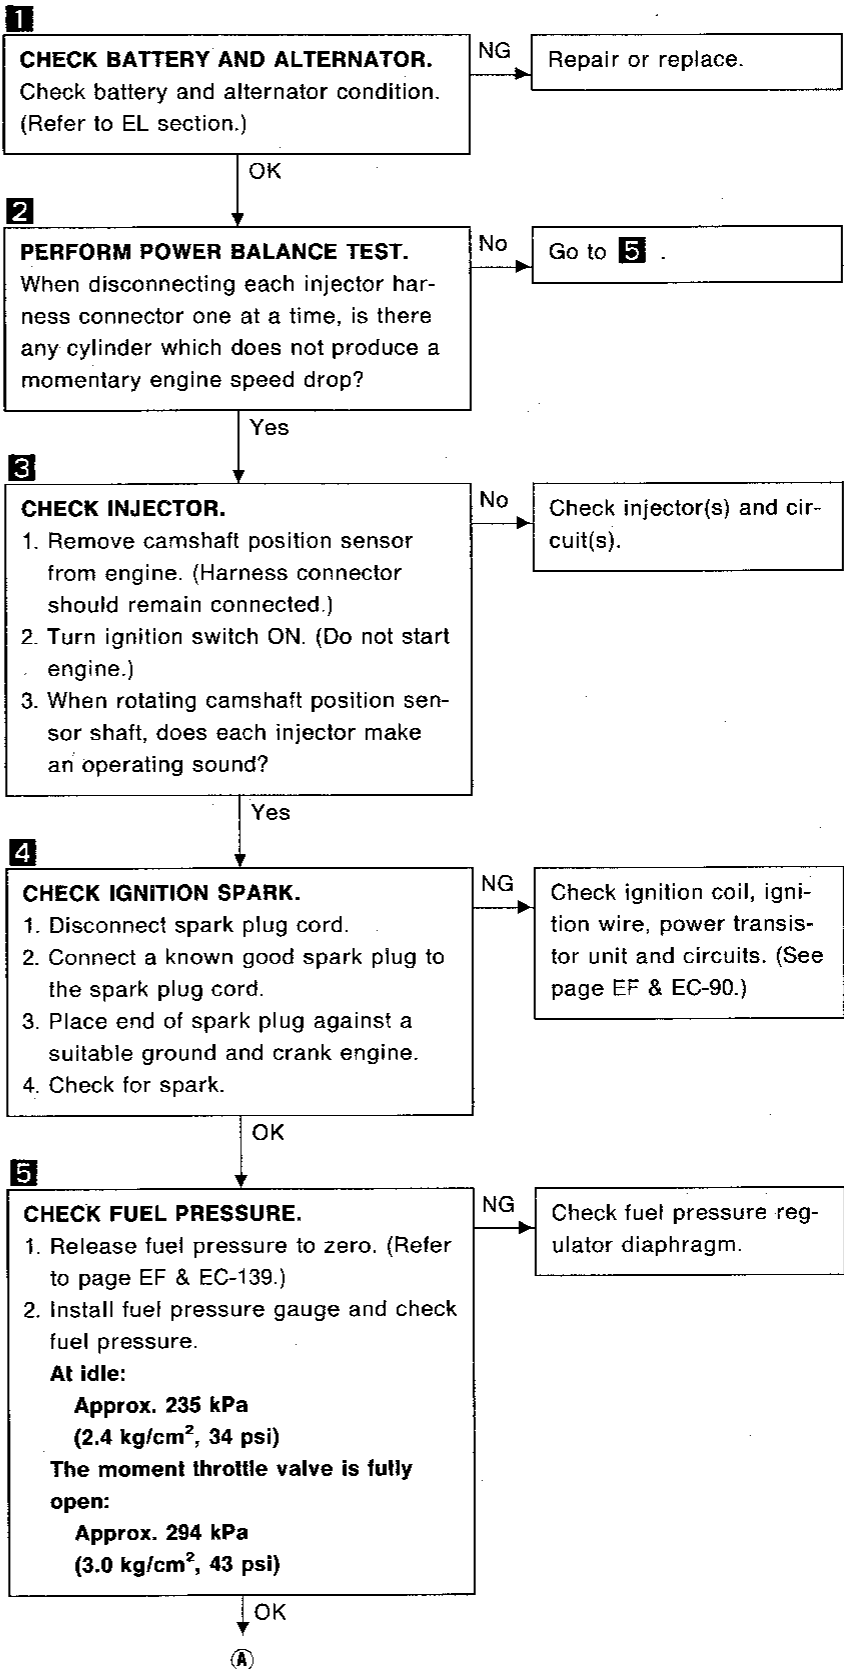 1
CHECK BATTERY AND ALTERNATOR.
Check battery and alternator condition.
(Refer to EL section.)
NG
Repair or replace.
OK
2
PERFORM POWER BALANCE TEST.
When disconnecting each injector har-
ness connector one at a time, is there
any cylinder which does not produce a
momentary engine speed drop?
No
Go to 5 .
Yes
3
CHECK INJECTOR.
1. Remove camshaft position sensor
from engine. (Harness connector
should remain connected.)
2. Turn ignition switch ON. (Do not start
engine.)
3. When rotating camshaft position sen-
sor shaft, does each injector make
an operating sound?
No
Check injector(s) and cir-
cuit(s).
Yes
4
CHECK IGNITION SPARK.
1. Disconnect spark plug cord.
2. Connect a known good spark plug to
the spark plug cord.
3. Place end of spark plug against a
suitable ground and crank engine.
4. Check for spark.
NG
Check ignition coil, igni-
tion wire, power transis-
tor unit and circuits. (See
page EF & EC-90.)
OK
5
CHECK FUEL PRESSURE.
1. Release fuel pressure to zero. (Refer
to page EF & EC-139.)
2. Install fuel pressure gauge and check
fuel pressure.
At idle:
Approx. 235 kPa
(2.4 kg/cm², 34 psi)
The moment throttle valve is fully
open:
Approx. 294 kPa
(3.0 kg/cm², 43 psi)
NG
Check fuel pressure reg-
ulator diaphragm.
OK
Ⓐ